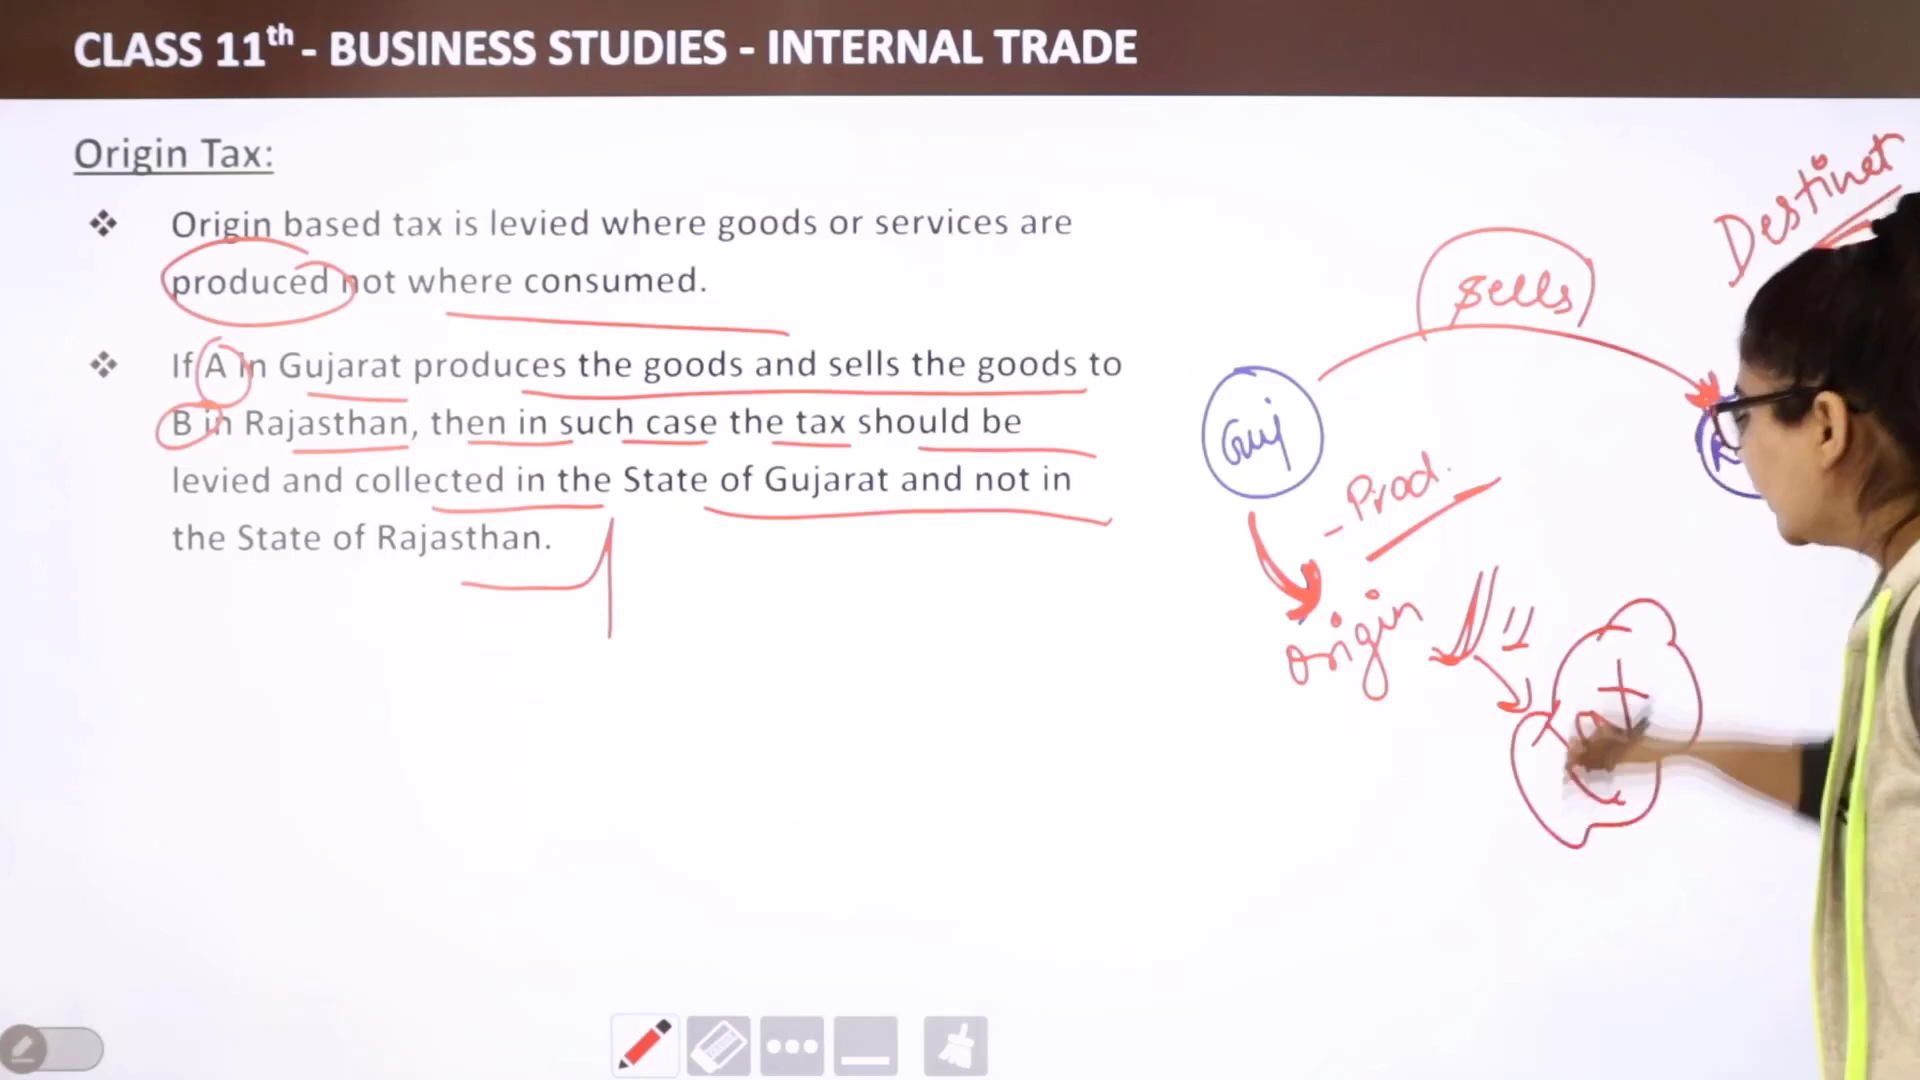 CLASS 11th - BUSINESS STUDIES - INTERNAL TRADE
Origin Tax:
Origin based tax is levied where goods or services are
produced not where consumed.
If A in Gujarat produces the goods and sells the goods to
B in Rajasthan, then in such case the tax should be
levied and collected in the State of Gujarat and not in
the State of Rajasthan.
Destinat
sells
Guj
- Prod.
Origin